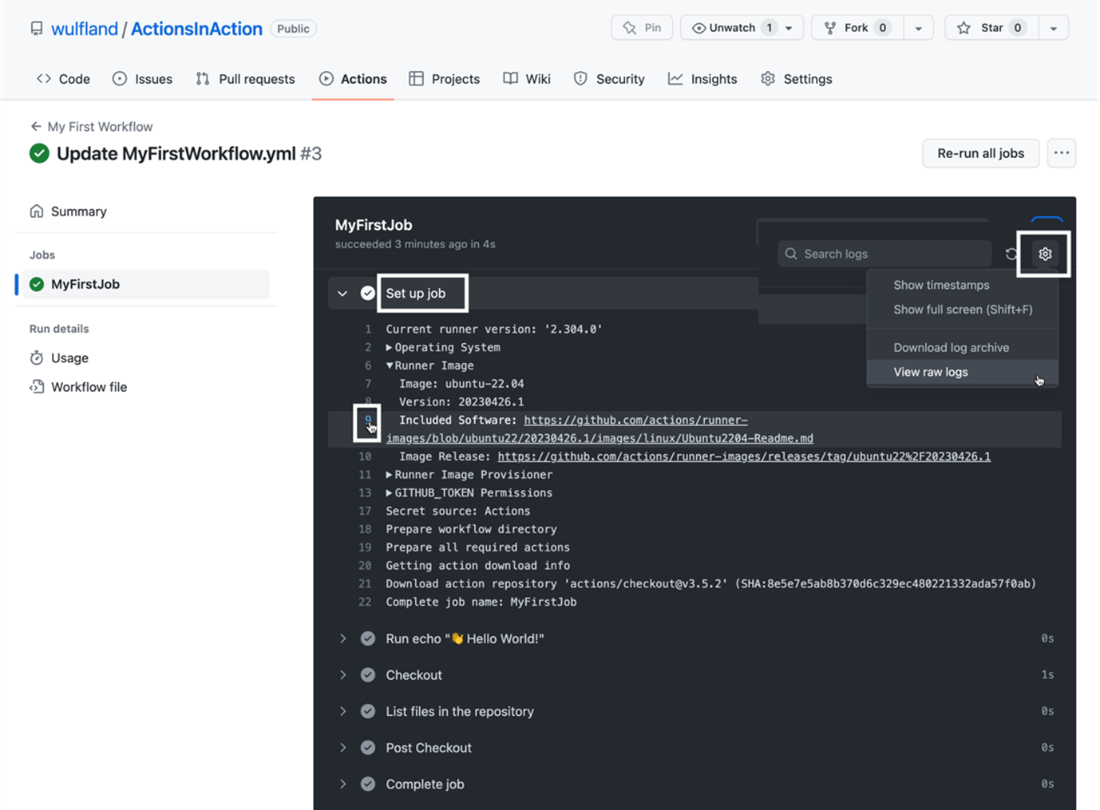 wulfland / ActionsInAction Public
Pin Unwatch 1 Fork 0 Star 0
Code Issues Pull requests Actions Projects Wiki Security Insights Settings
← My First Workflow
Update MyFirstWorkflow.yml #3
Re-run all jobs ...
Summary
Jobs
MyFirstJob
Run details
Usage
Workflow file
MyFirstJob
succeeded 3 minutes ago in 4s
Search logs
Show timestamps
Show full screen (Shift+F)
Download log archive
View raw logs
Set up job
1 Current runner version: '2.304.0'
2 ▶Operating System
6 ▼Runner Image
7 Image: ubuntu-22.04
8 Version: 20230426.1
9 Included Software: https://github.com/actions/runner-
images/blob/ubuntu22/20230426.1/images/linux/Ubuntu2204-Readme.md
10 Image Release: https://github.com/actions/runner-images/releases/tag/ubuntu22%2F20230426.1
11 ▶Runner Image Provisioner
13 ▶GITHUB_TOKEN Permissions
17 Secret source: Actions
18 Prepare workflow directory
19 Prepare all required actions
20 Getting action download info
21 Download action repository 'actions/checkout@v3.5.2' (SHA:8e5e7e5ab8b370d6c329ec480221332ada57f0ab)
22 Complete job name: MyFirstJob
Run echo "👋 Hello World!" 0s
Checkout 1s
List files in the repository 0s
Post Checkout 0s
Complete job 0s